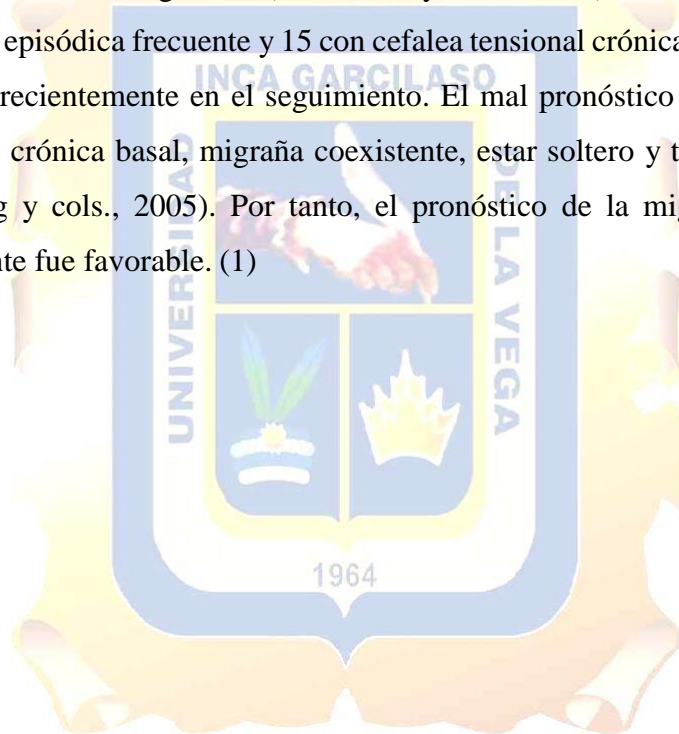 episódica frecuente y 15 con cefalea tensional crónica
recientemente en el seguimiento. El mal pronóstico
crónica basal, migraña coexistente, estar soltero y t
g y cols., 2005). Por tanto, el pronóstico de la mig
nte fue favorable. (1)
UNIVERSIDAD
INCA GARCILASO
DE LA VEGA
1964